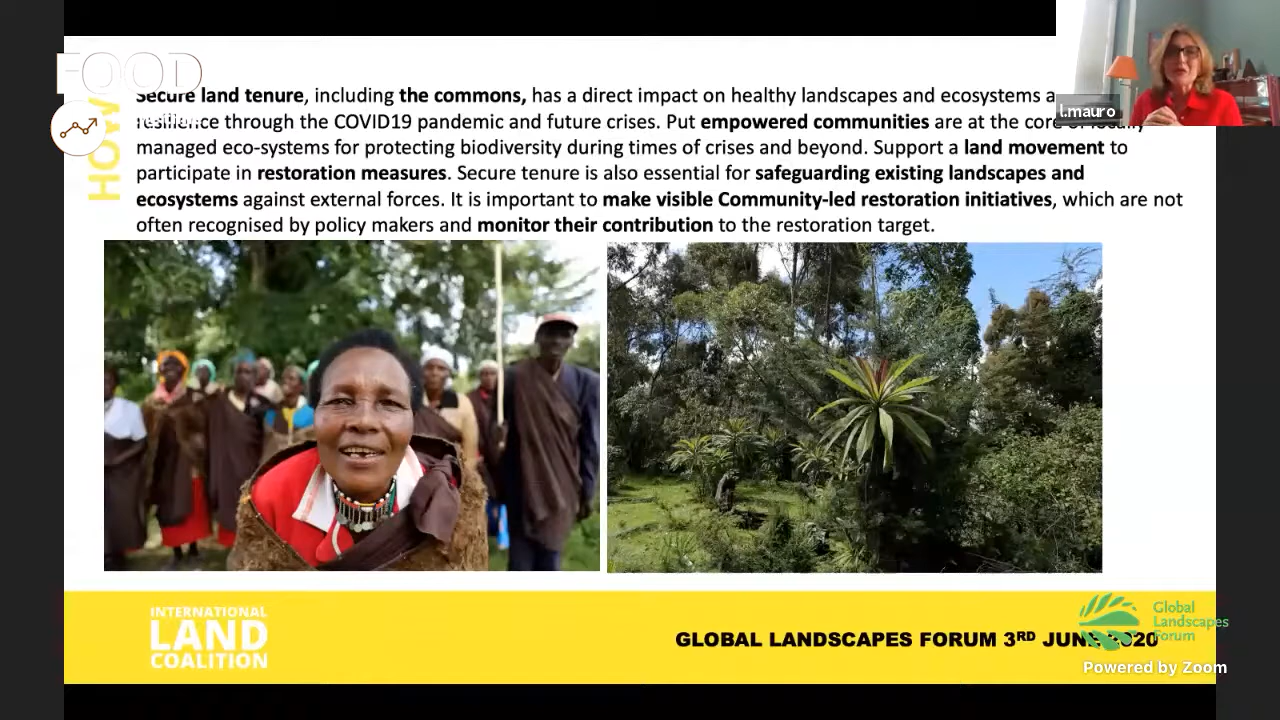 FOOD
HOW
Secure land tenure, including the commons, has a direct impact on healthy landscapes and ecosystems a
resilience through the COVID19 pandemic and future crises. Put empowered communities are at the core of locally
managed eco-systems for protecting biodiversity during times of crises and beyond. Support a land movement to
participate in restoration measures. Secure tenure is also essential for safeguarding existing landscapes and
ecosystems against external forces. It is important to make visible Community-led restoration initiatives, which are not
often recognised by policy makers and monitor their contribution to the restoration target.
l.mauro
INTERNATIONAL
LAND
COALITION
GLOBAL LANDSCAPES FORUM 3RD JUNE 2020
Global
Landscapes
Forum
Powered by Zoom